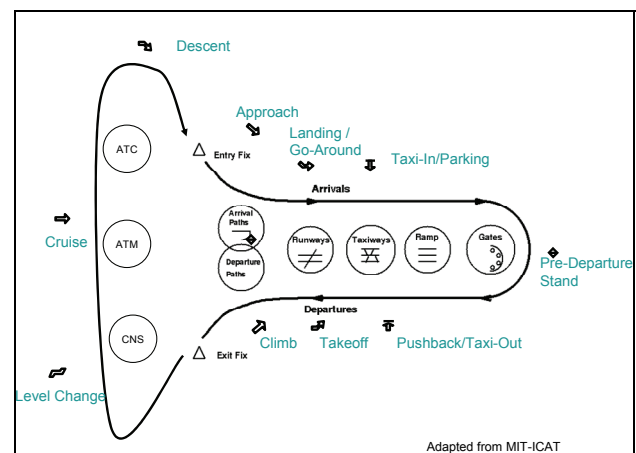 Descent
Approach
ATC
Entry Fix
Landing /
Go-Around
Taxi-In/Parking
Arrivals
Arrival
Paths
Runways
Taxiways
Ramp
Gates
Cruise
ATM
Departure
Paths
Pre-Departure
Stand
Departures
CNS
Exit Fix
Climb
Takeoff
Pushback/Taxi-Out
Level Change
Adapted from MIT-ICAT